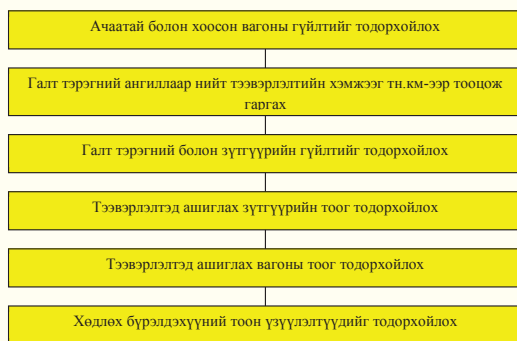 Ачаатай болон хоосон вагоны гүйлтийг тодорхойлох
Галт тэрэгний ангиллаар нийт тээвэрлэлтийн хэмжээг тн.км-ээр тооцож
гаргах
Галт тэрэгний болон зүтгүүрийн гүйлтийг тодорхойлох
Тээвэрлэлтэд ашиглах зүтгүүрийн тоог тодорхойлох
Тээвэрлэлтэд ашиглах вагоны тоог тодорхойлох
Хөдлөх бүрэлдэхүүний тоон үзүүлэлтүүдийг тодорхойлох